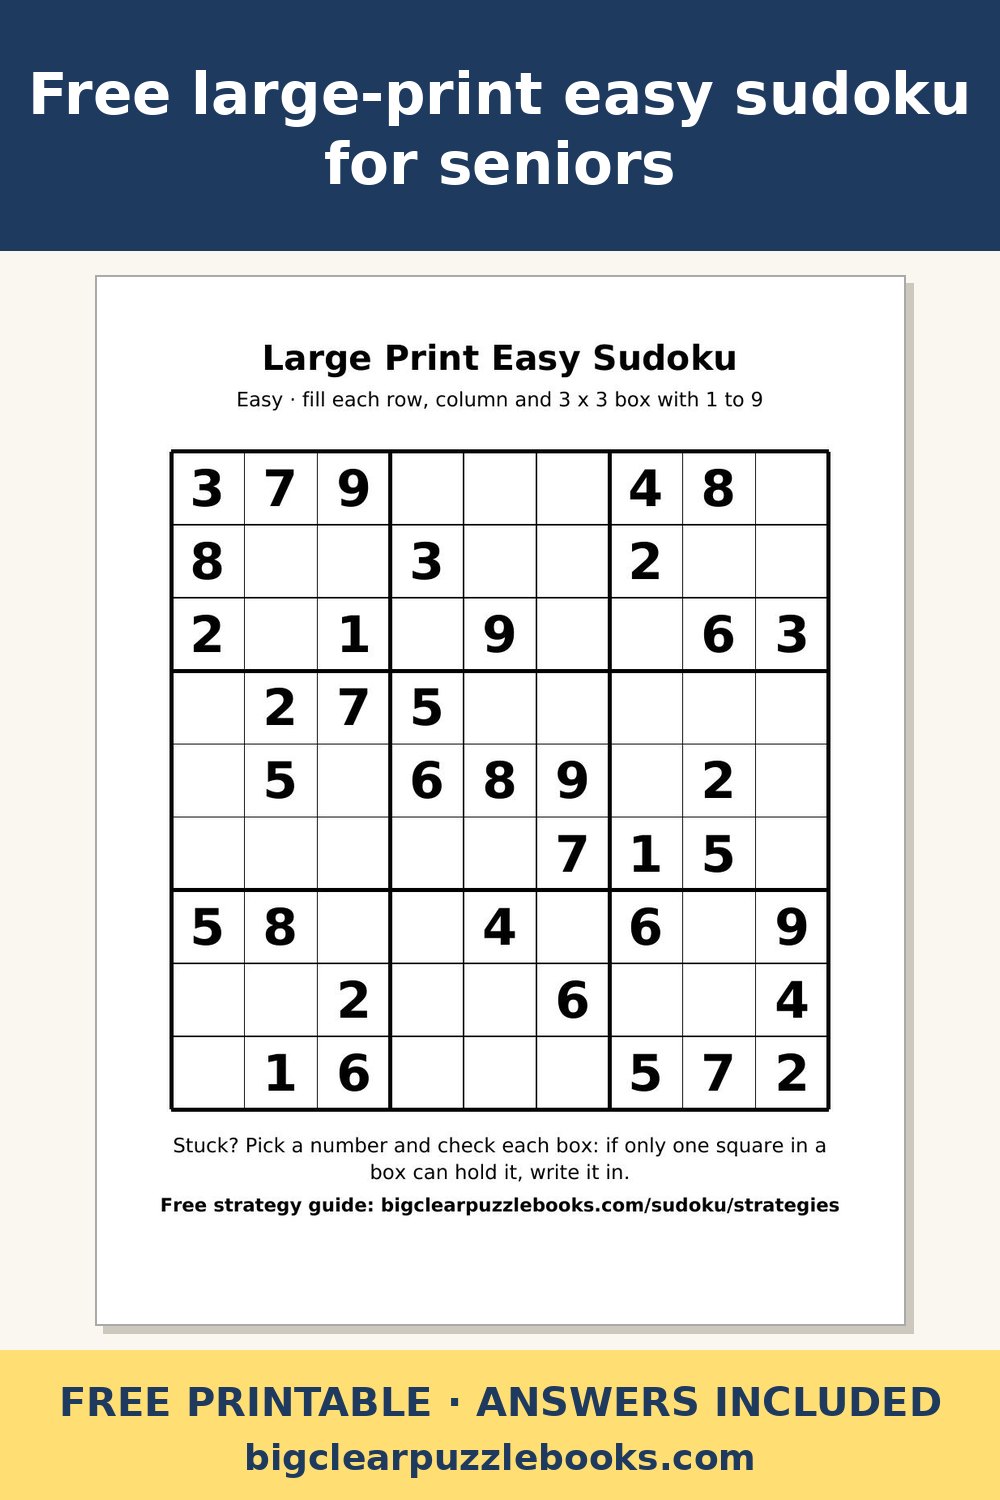 Free large-print easy sudoku
for seniors
Large Print Easy Sudoku
Easy · fill each row, column and 3 x 3 box with 1 to 9
3 7 9 4 8
8 3 2
2 1 9 6 3
2 7 5
5 6 8 9 2
7 1 5
5 8 4 6 9
2 6 4
1 6 5 7 2
Stuck? Pick a number and check each box: if only one square in a
box can hold it, write it in.
Free strategy guide: bigclearpuzzlebooks.com/sudoku/strategies
FREE PRINTABLE · ANSWERS INCLUDED
bigclearpuzzlebooks.com